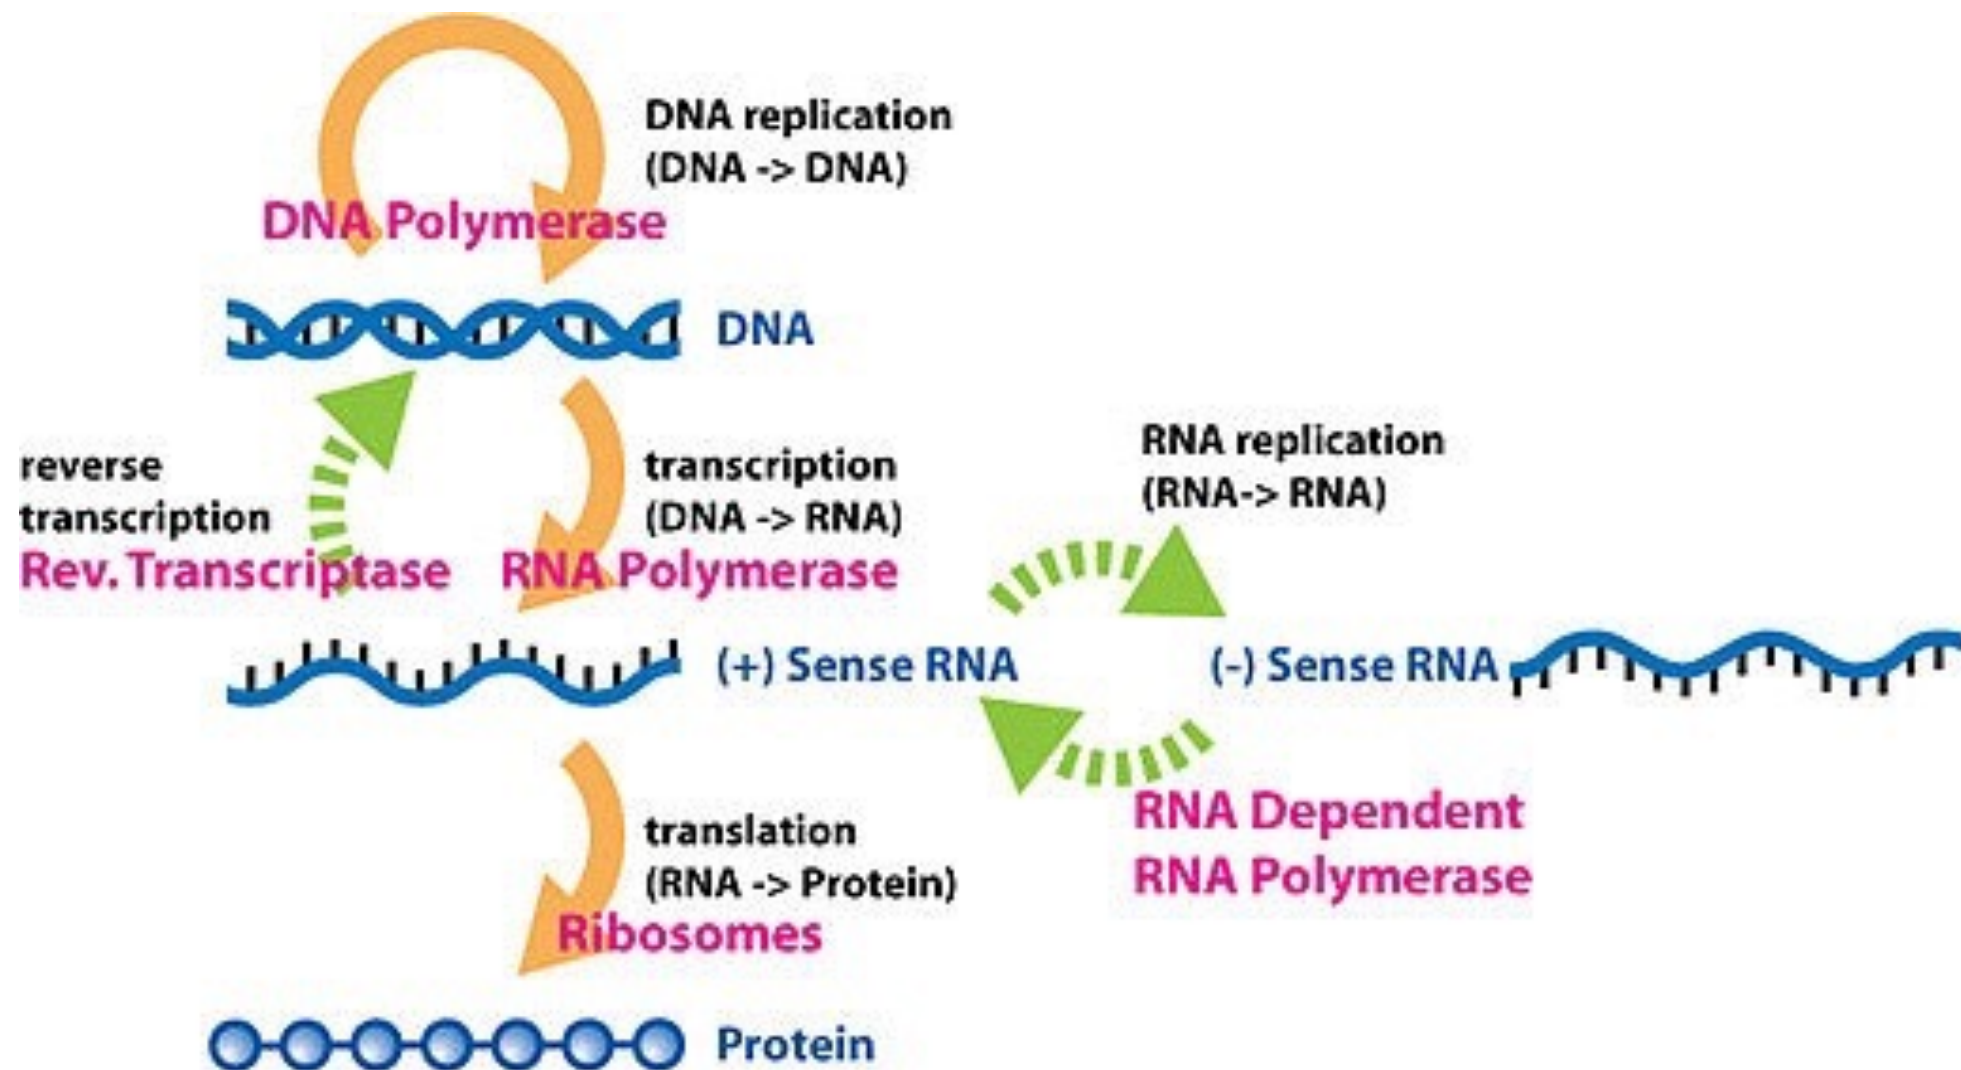 DNA replication
(DNA -> DNA)
DNA Polymerase
DNA
reverse
transcription
Rev. Transcriptase
transcription
(DNA -> RNA)
RNA Polymerase
RNA replication
(RNA-> RNA)
(+) Sense RNA
(-) Sense RNA
RNA Dependent
RNA Polymerase
translation
(RNA -> Protein)
Ribosomes
Protein